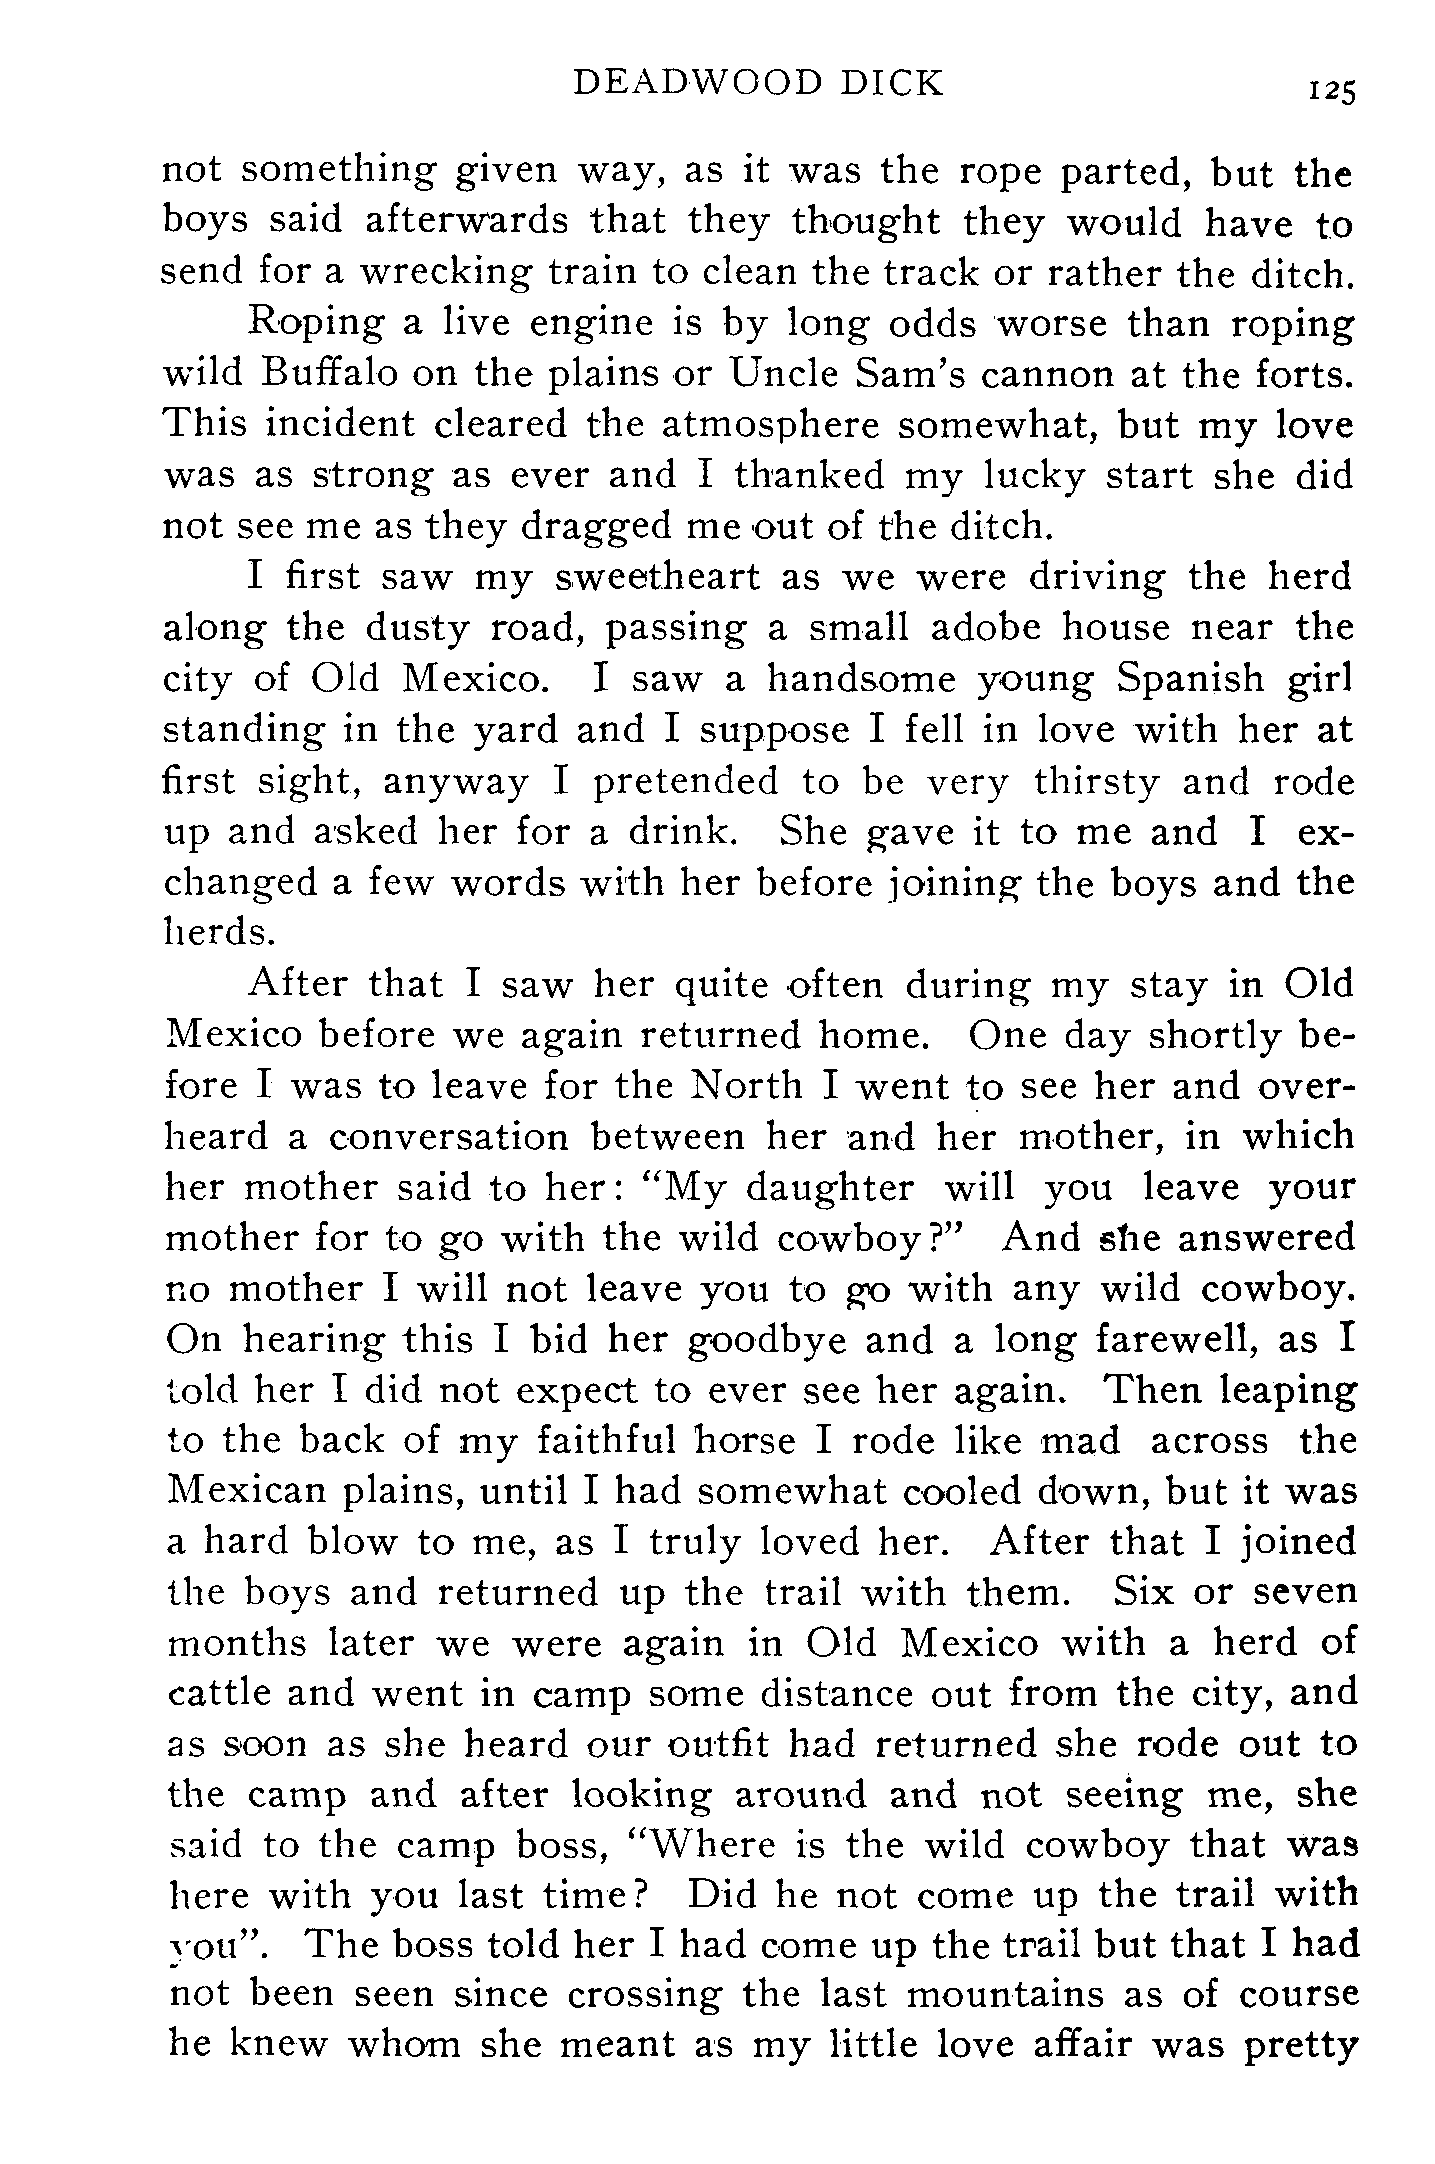 DEADWOOD DICK 125
not something given way, as it was the rope parted, but the
boys said afterwards that they thought they would have to
send for a wrecking train to clean the track or rather the ditch.
Roping a live engine is by long odds worse than roping
wild Buffalo on the plains or Uncle Sam's cannon at the forts.
This incident cleared the atmosphere somewhat, but my love
was as strong as ever and I thanked my lucky start she did
not see me as they dragged me out of the ditch.
I first saw my sweetheart as we were driving the herd
along the dusty road, passing a small adobe house near the
city of Old Mexico. I saw a handsome young Spanish girl
standing in the yard and I suppose I fell in love with her at
first sight, anyway I pretended to be very thirsty and rode
up and asked her for a drink. She gave it to me and I ex-
changed a few words with her before joining the boys and the
herds.
After that I saw her quite often during my stay in Old
Mexico before we again returned home. One day shortly be-
fore I was to leave for the North I went to see her and over-
heard a conversation between her and her mother, in which
her mother said to her: "My daughter will you leave your
mother for to go with the wild cowboy?" And she answered
no mother I will not leave you to go with any wild cowboy.
On hearing this I bid her goodbye and a long farewell, as I
told her I did not expect to ever see her again. Then leaping
to the back of my faithful horse I rode like mad across the
Mexican plains, until I had somewhat cooled down, but it was
a hard blow to me, as I truly loved her. After that I joined
the boys and returned up the trail with them. Six or seven
months later we were again in Old Mexico with a herd of
cattle and went in camp some distance out from the city, and
as soon as she heard our outfit had returned she rode out to
the camp and after looking around and not seeing me, she
said to the camp boss, "Where is the wild cowboy that was
here with you last time? Did he not come up the trail with
you". The boss told her I had come up the trail but that I had
not been seen since crossing the last mountains as of course
he knew whom she meant as my little love affair was pretty